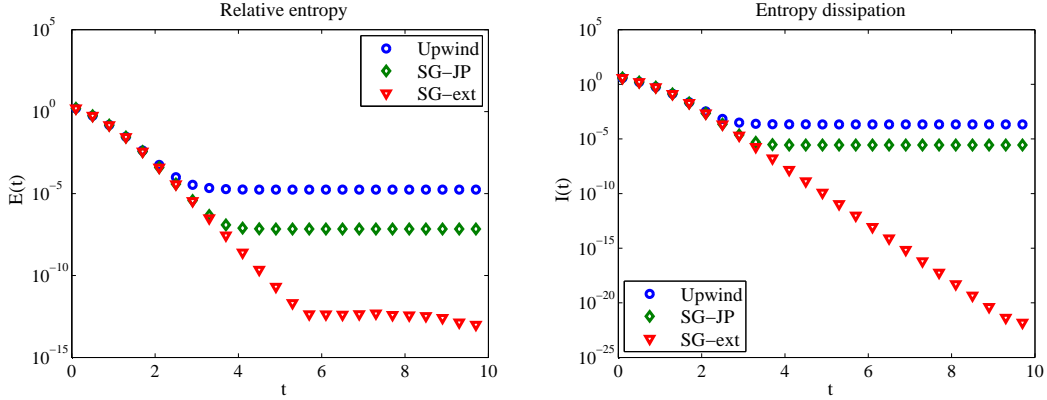 Relative entropy
E(t)
10^5
10^0
10^-5
10^-10
10^-15
0 2 4 6 8 10
t
Upwind
SG-JP
SG-ext
Entropy dissipation
I(t)
10^5
10^0
10^-5
10^-10
10^-15
10^-20
10^-25
0 2 4 6 8 10
t
Upwind
SG-JP
SG-ext